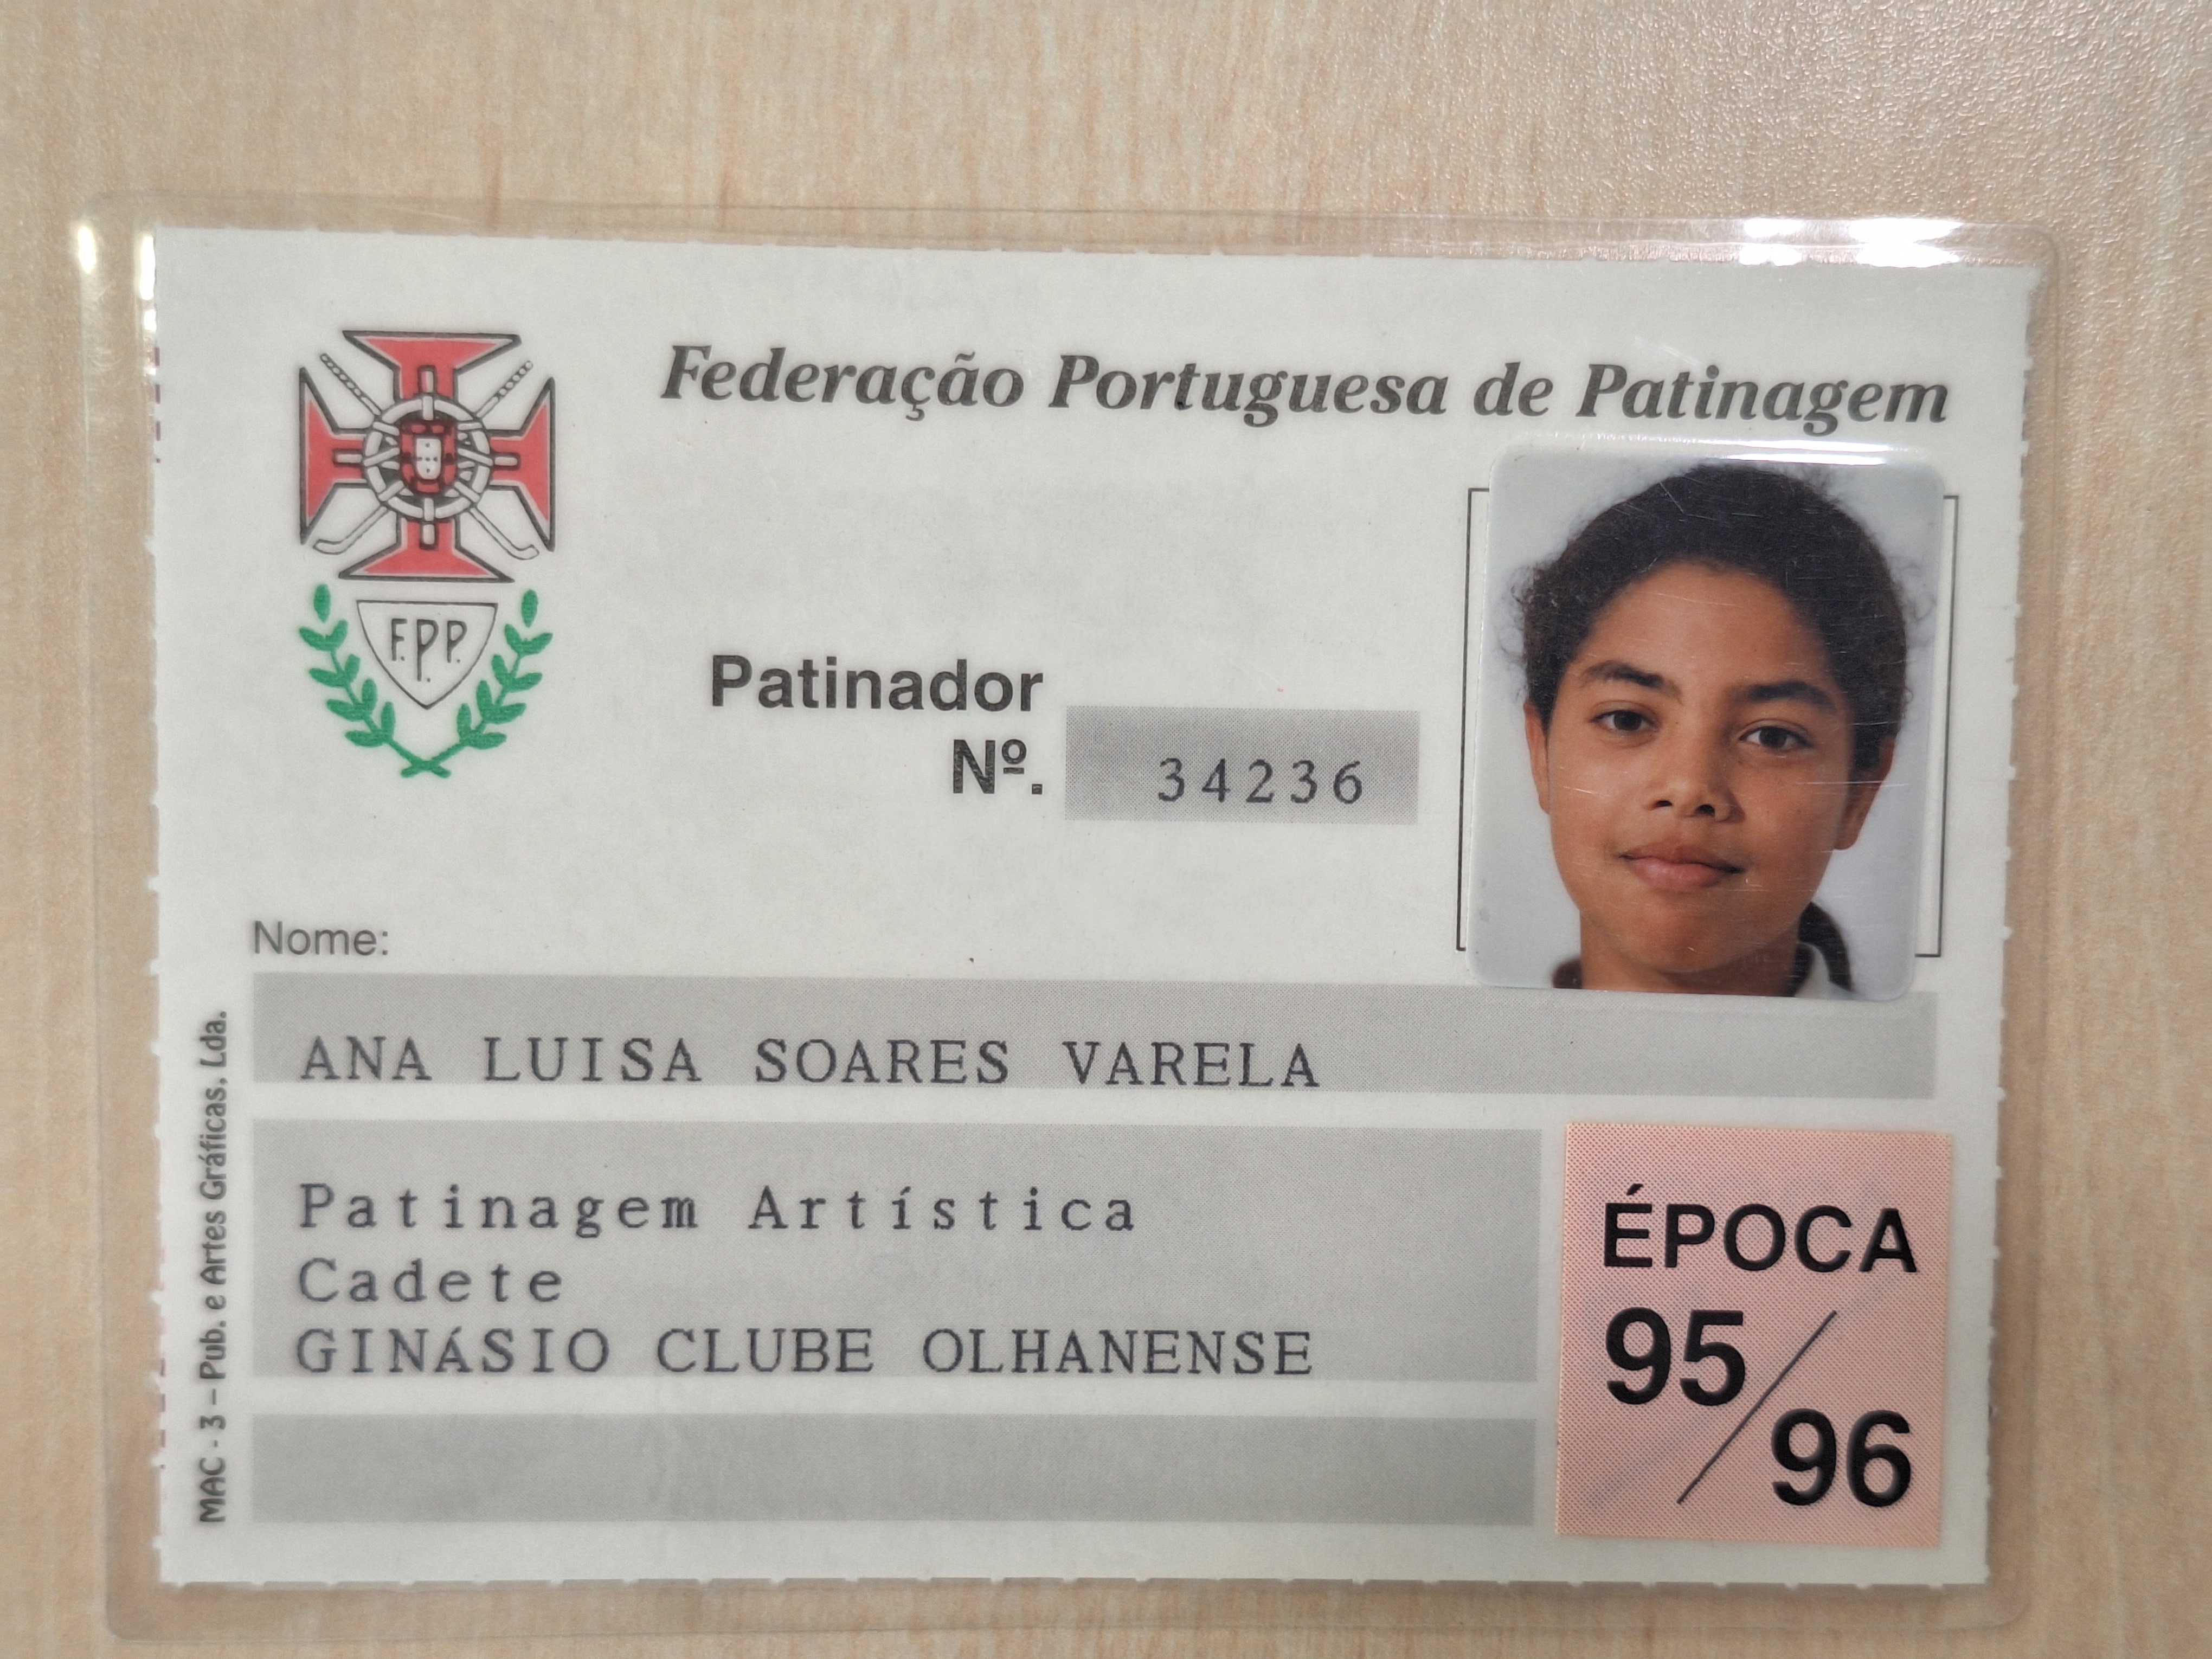 Federação Portuguesa de Patinagem
F.P.P.
Patinador
Nº. 34236
Nome:
ANA LUISA SOARES VARELA
Patinagem Artística
Cadete
GINÁSIO CLUBE OLHANENSE
ÉPOCA
95/96
MAC - 3 – Pub. e Artes Gráficas, Lda.